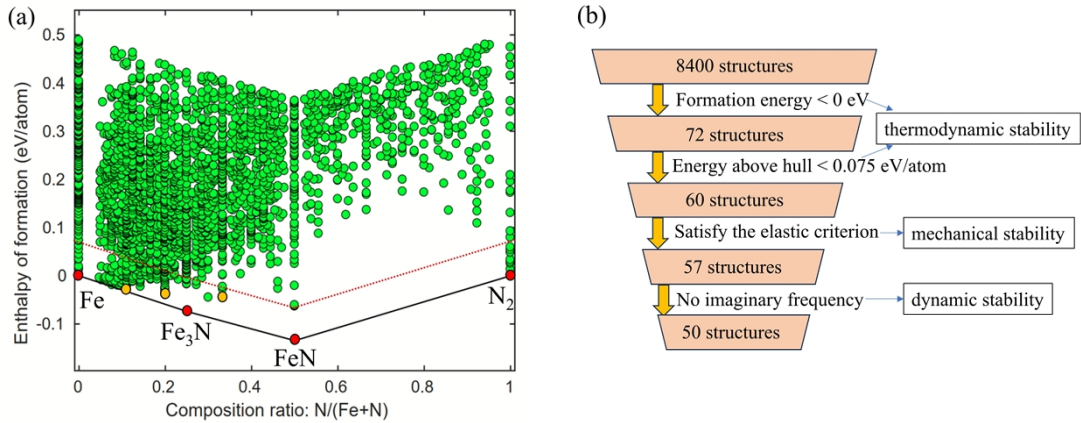 (a)
Enthalpy of formation (eV/atom)
0.5
0.4
0.3
0.2
0.1
0
-0.1
Fe
Fe₃N
FeN
N₂
0 0.2 0.4 0.6 0.8 1
Composition ratio: N/(Fe+N)
(b)
8400 structures
Formation energy < 0 eV
72 structures
thermodynamic stability
Energy above hull < 0.075 eV/atom
60 structures
Satisfy the elastic criterion
mechanical stability
57 structures
No imaginary frequency
dynamic stability
50 structures